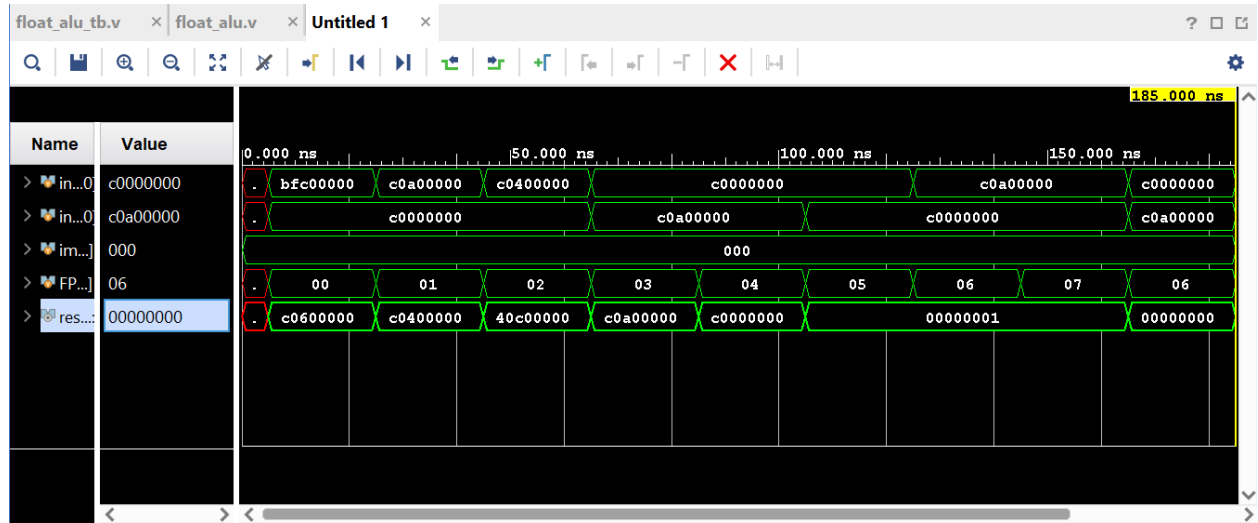 float_alu_tb.v × float_alu.v × Untitled 1 × ?
185.000 ns
Name Value
0.000 ns 50.000 ns 100.000 ns 150.000 ns
> in...0] c0000000 . bfc00000 c0a00000 c0400000 c0000000 c0a00000 c0000000
> in...0] c0a00000 . c0000000 c0a00000 c0000000 c0a00000
> im...] 000 000
> FP...] 06 . 00 01 02 03 04 05 06 07 06
> res...: 00000000 . c0600000 c0400000 40c00000 c0a00000 c0000000 00000001 00000000